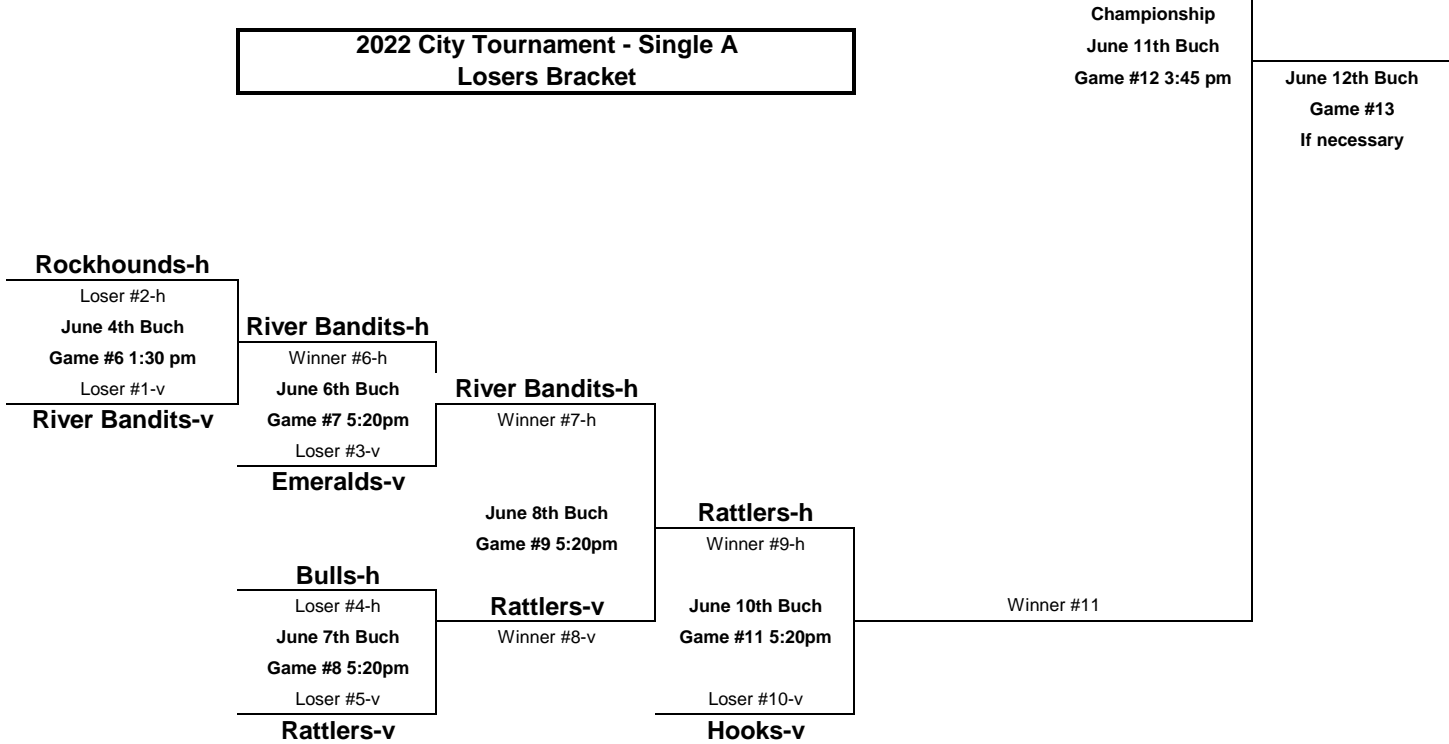 Championship
2022 City Tournament - Single A
Losers Bracket
June 11th Buch
Game #12 3:45 pm
June 12th Buch
Game #13
If necessary
Rockhounds-h
Loser #2-h
June 4th Buch
Game #6 1:30 pm
Loser #1-v
River Bandits-v
River Bandits-h
Winner #6-h
June 6th Buch
Game #7 5:20pm
Loser #3-v
Emeralds-v
River Bandits-h
Winner #7-h
June 8th Buch
Game #9 5:20pm
Rattlers-v
Winner #8-v
Bulls-h
Loser #4-h
June 7th Buch
Game #8 5:20pm
Loser #5-v
Rattlers-v
Rattlers-h
Winner #9-h
June 10th Buch
Game #11 5:20pm
Loser #10-v
Hooks-v
Winner #11